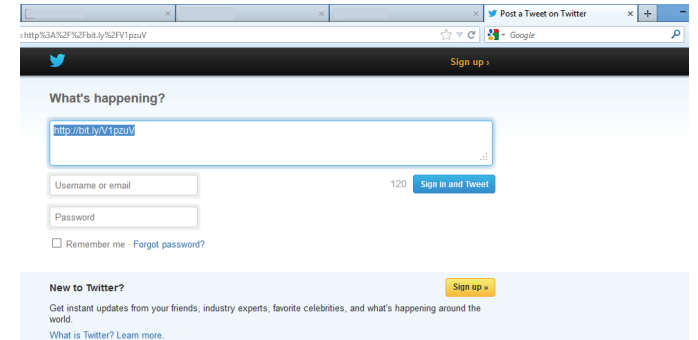 Post a Tweet on Twitter
=http%3A%2F%2Fbit.ly%2FV1pzuV
Google
Sign up ›
What's happening?
http://bit.ly/V1pzuV
Username or email
120 Sign in and Tweet
Password
Remember me · Forgot password?
New to Twitter?
Sign up »
Get instant updates from your friends, industry experts, favorite celebrities, and what's happening around the
world.
What is Twitter? Learn more.